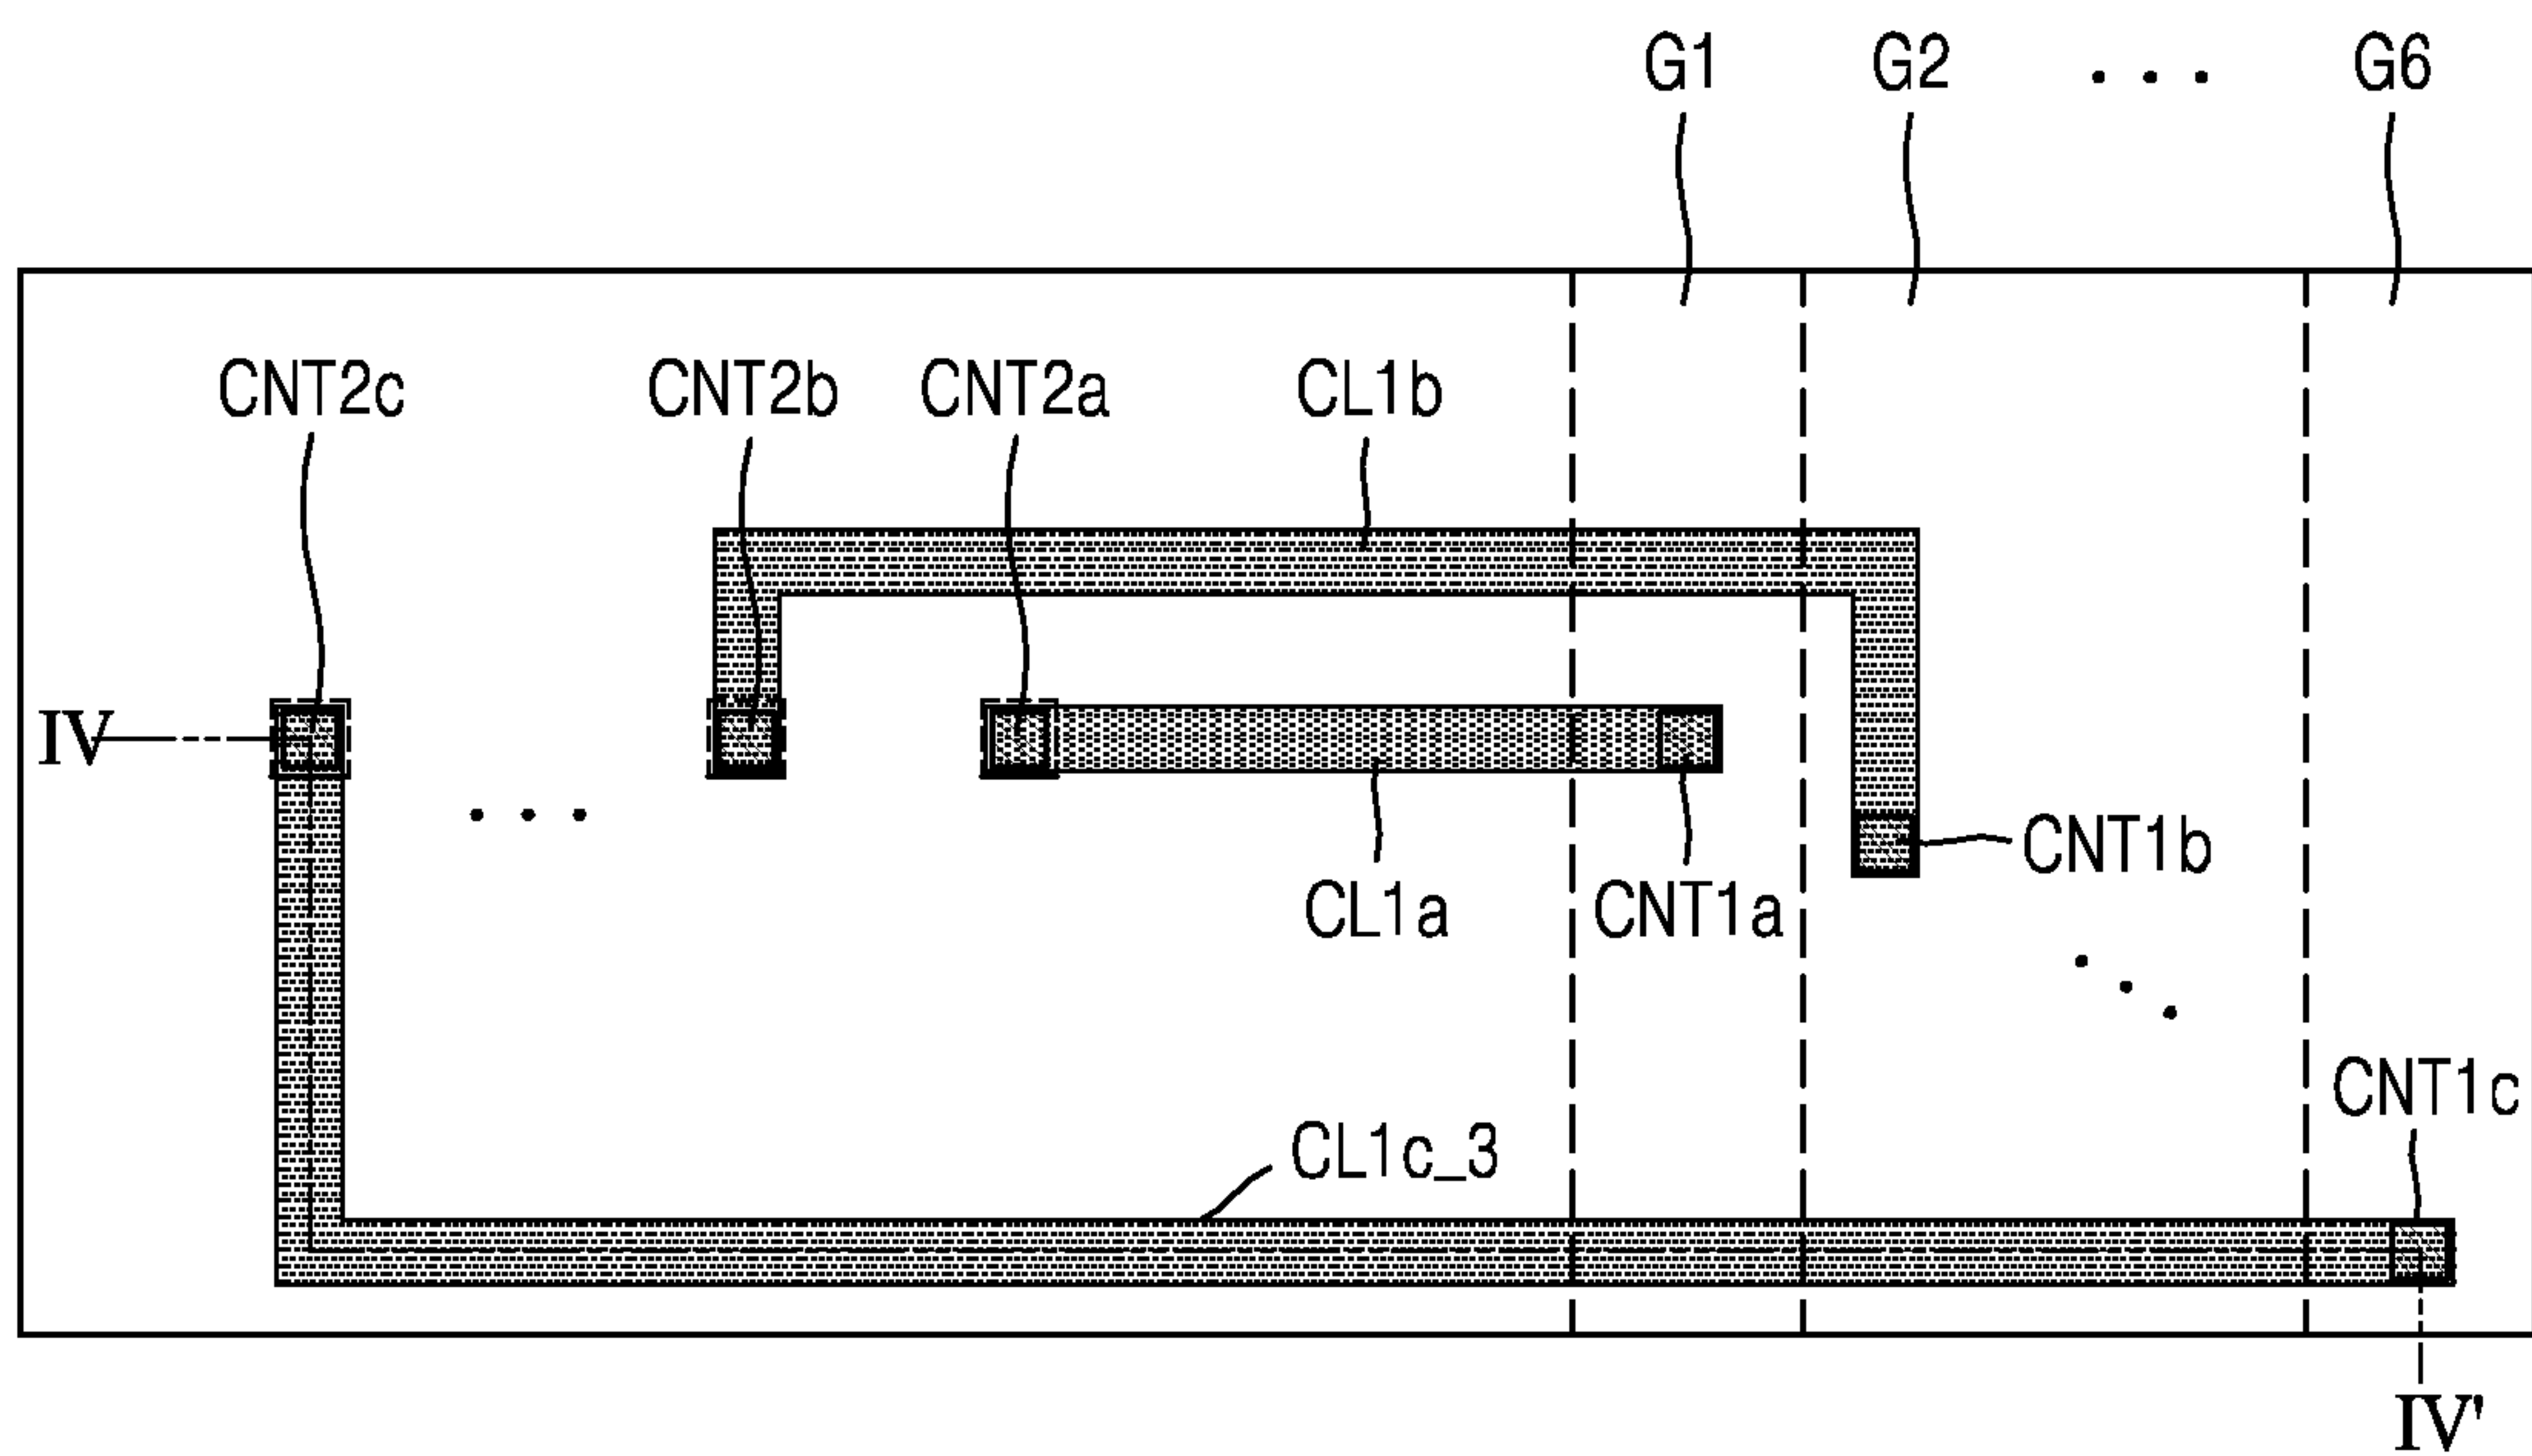 G1 G2 . . . G6
CNT2c CNT2b CNT2a CL1b
IV
. . .
CNT1b
CL1a CNT1a
. . .
CNT1c
CL1c_3
IV'